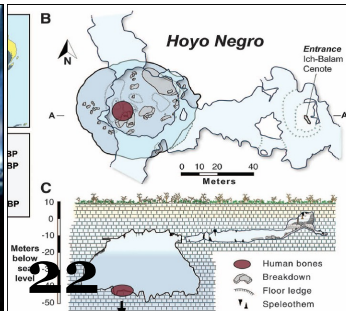 B
Hoyo Negro
Entrance
Ich-Balam
Cenote
N
A
A
0 10 20 40
Meters
BP
BP
BP
C
10
0
-10
-20
Meters
below
sea
level
-50
22
Human bones
Breakdown
Floor ledge
Speleothem